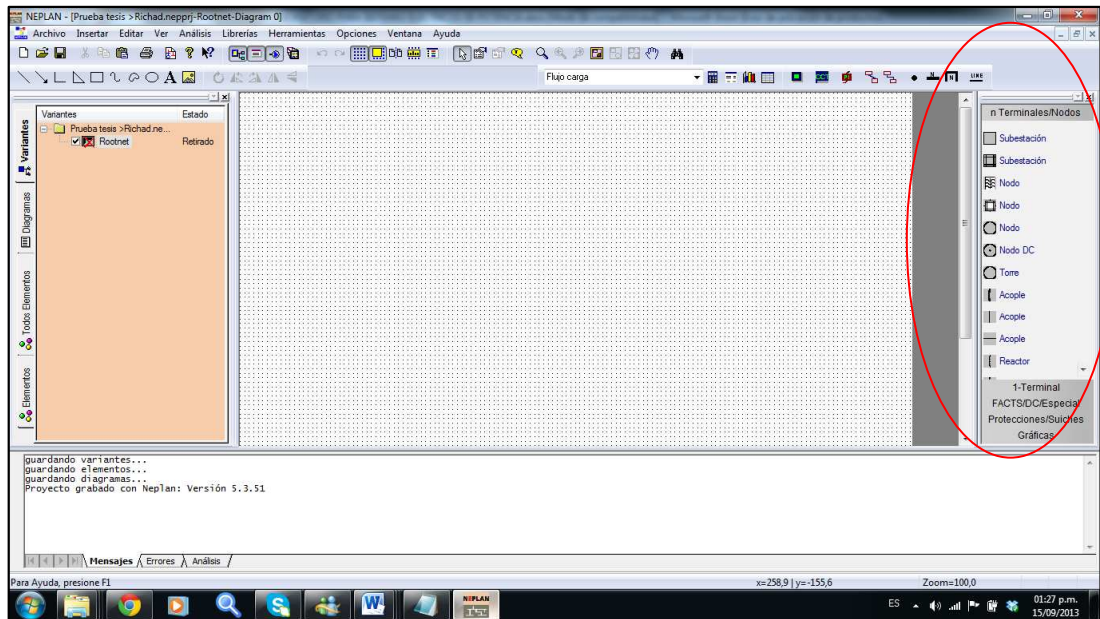 NEPLAN - [Prueba tesis >Richad.nepprj-Rootnet-Diagram 0]
Archivo Insertar Editar Ver Análisis Librerías Herramientas Opciones Ventana Ayuda
A
Flujo carga
LINE
Variantes
Diagramas
Todos Elementos
Elementos
Variantes Estado
Prueba tesis >Richad.ne...
Rootnet Retirado
n Terminales/Nodos
Subestación
Subestación
Nodo
Nodo
Nodo
Nodo DC
Torre
Acople
Acople
Acople
Reactor
1-Terminal
FACTS/DC/Especial
Protecciones/Suiches
Gráficas
guardando variantes...
guardando elementos...
guardando diagramas...
Proyecto grabado con Neplan: Versión 5.3.51
Mensajes Errores Análisis
Para Ayuda, presione F1 x=258,9 | y=-155,6 Zoom=100,0
NEPLAN
ES
01:27 p.m.
15/09/2013